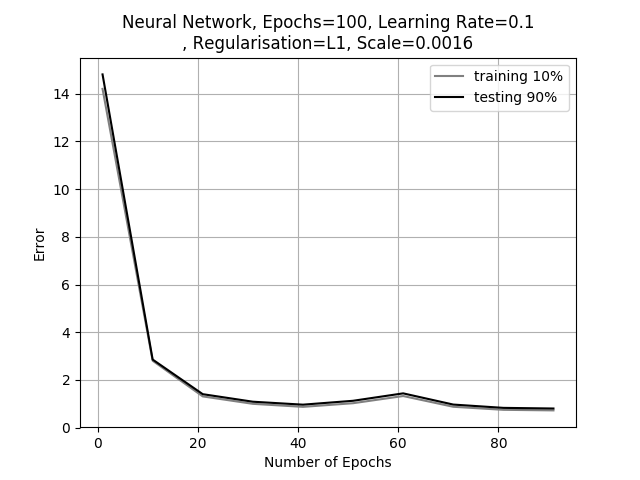 Neural Network, Epochs=100, Learning Rate=0.1
, Regularisation=L1, Scale=0.0016
training 10%
testing 90%
14
12
10
8
6
4
2
0
Error
0 20 40 60 80
Number of Epochs